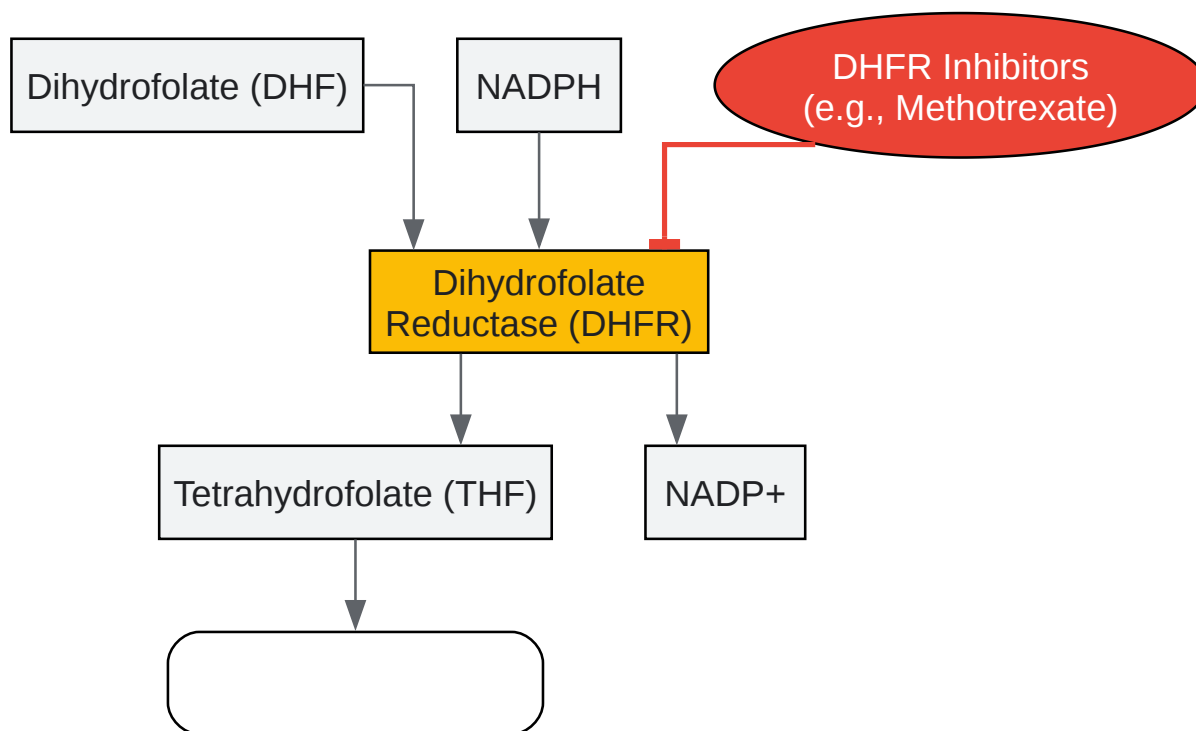 Dihydrofolate (DHF)
NADPH
DHFR Inhibitors
(e.g., Methotrexate)
Dihydrofolate
Reductase (DHFR)
Tetrahydrofolate (THF)
NADP+